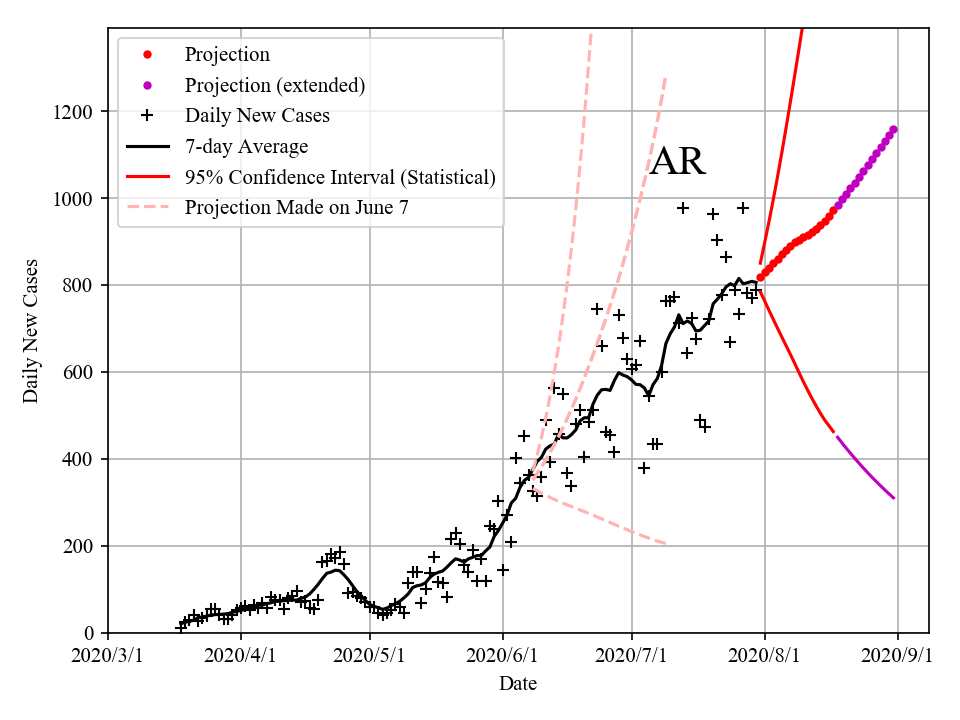 Projection
Projection (extended)
Daily New Cases
7-day Average
95% Confidence Interval (Statistical)
Projection Made on June 7
AR
1200
1000
800
600
400
200
0
Daily New Cases
2020/3/1 2020/4/1 2020/5/1 2020/6/1 2020/7/1 2020/8/1 2020/9/1
Date